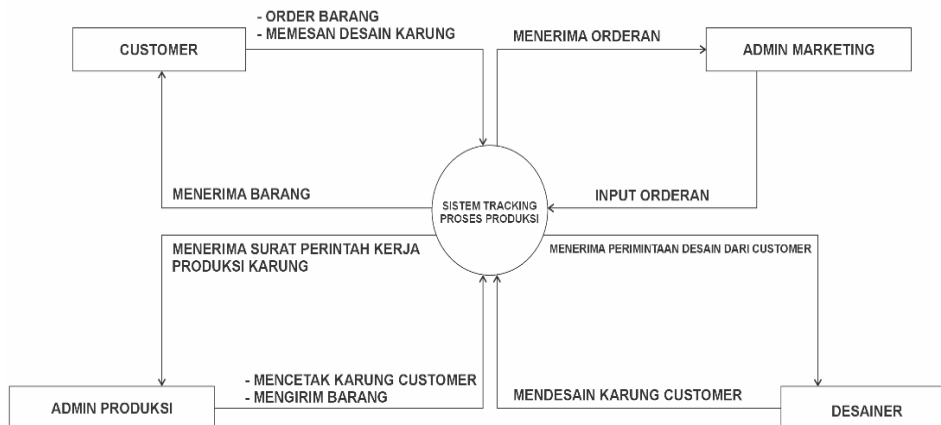 - ORDER BARANG
- MEMESAN DESAIN KARUNG
CUSTOMER
MENERIMA ORDERAN
ADMIN MARKETING
MENERIMA BARANG
SISTEM TRACKING
PROSES PRODUKSI
INPUT ORDERAN
MENERIMA SURAT PERINTAH KERJA
PRODUKSI KARUNG
MENERIMA PERIMINTAAN DESAIN DARI CUSTOMER
- MENCETAK KARUNG CUSTOMER
- MENGIRIM BARANG
ADMIN PRODUKSI
MENDESAIN KARUNG CUSTOMER
DESAINER